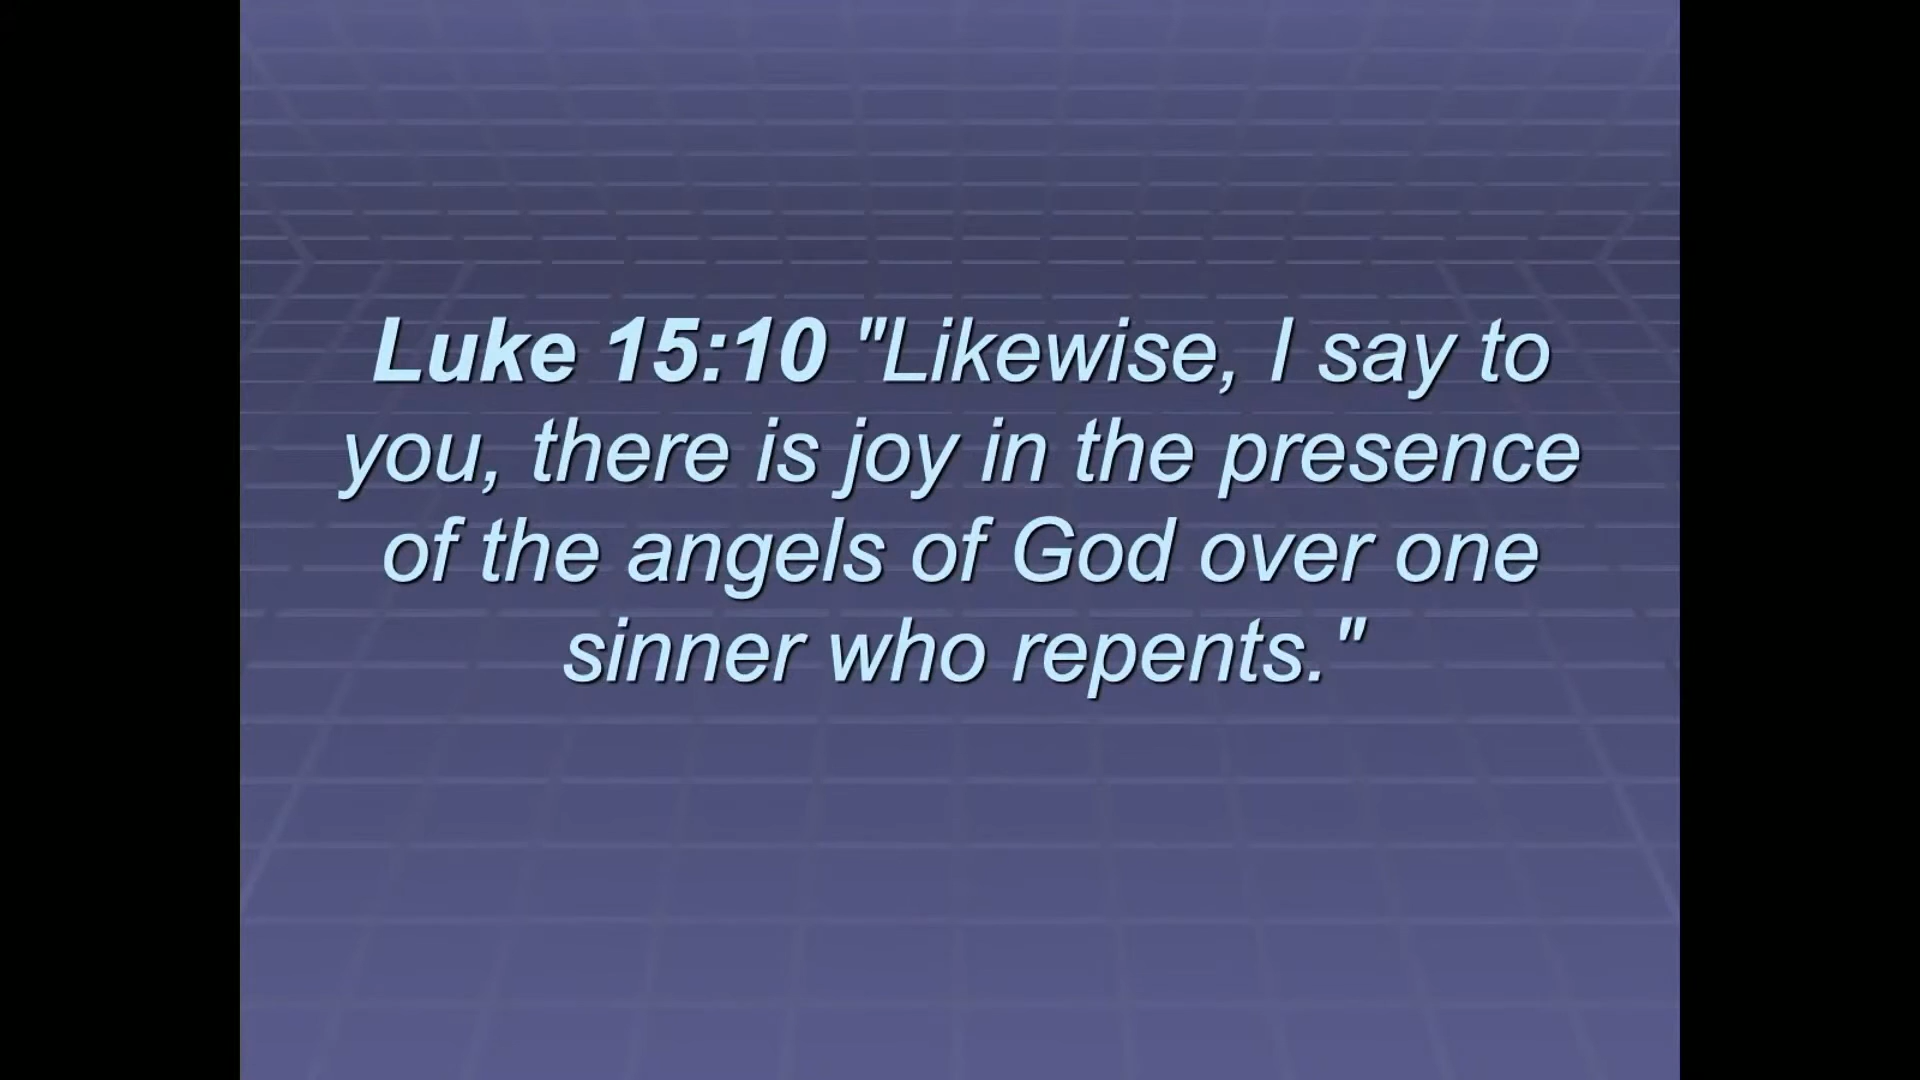 Luke 15:10 "Likewise, I say to
you, there is joy in the presence
of the angels of God over one
sinner who repents."